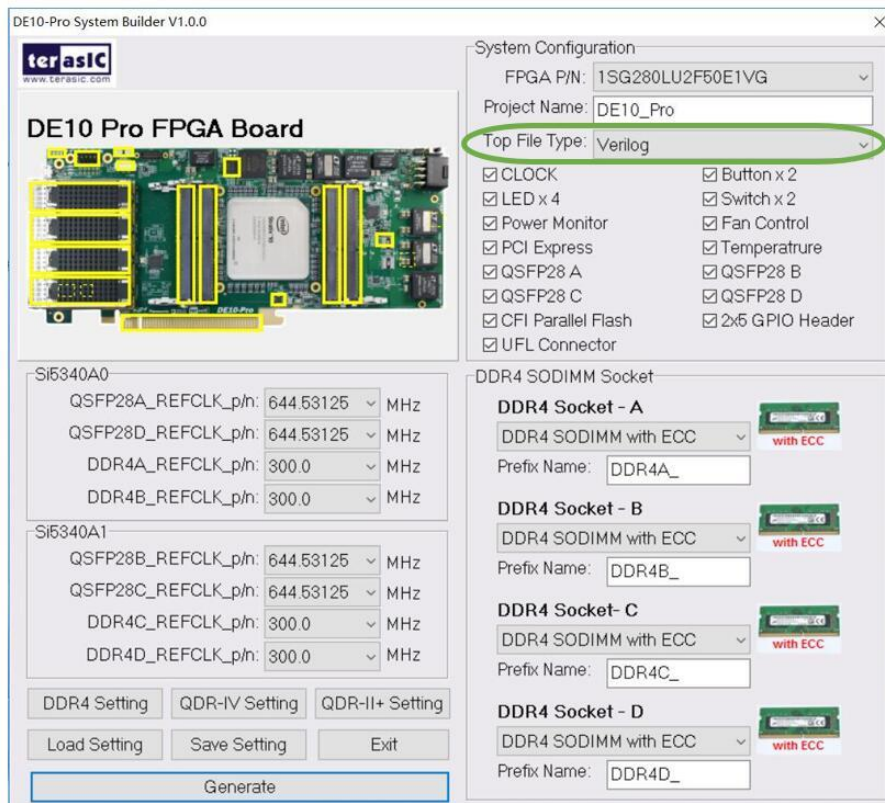 DE10-Pro System Builder V1.0.0
terasic
www.terasic.com
DE10 Pro FPGA Board
DE10-Pro
System Configuration
FPGA P/N: 1SG280LU2F50E1VG
Project Name: DE10_Pro
Top File Type: Verilog
CLOCK Button x 2
LED x 4 Switch x 2
Power Monitor Fan Control
PCI Express Temperatrure
QSFP28 A QSFP28 B
QSFP28 C QSFP28 D
CFI Parallel Flash 2x5 GPIO Header
UFL Connector
Si5340A0
QSFP28A_REFCLK_p/n: 644.53125 MHz
QSFP28D_REFCLK_p/n: 644.53125 MHz
DDR4A_REFCLK_p/n: 300.0 MHz
DDR4B_REFCLK_p/n: 300.0 MHz
Si5340A1
QSFP28B_REFCLK_p/n: 644.53125 MHz
QSFP28C_REFCLK_p/n: 644.53125 MHz
DDR4C_REFCLK_p/n: 300.0 MHz
DDR4D_REFCLK_p/n: 300.0 MHz
DDR4 Setting QDR-IV Setting QDR-II+ Setting
Load Setting Save Setting Exit
Generate
DDR4 SODIMM Socket
DDR4 Socket - A
DDR4 SODIMM with ECC
with ECC
Prefix Name: DDR4A_
DDR4 Socket - B
DDR4 SODIMM with ECC
with ECC
Prefix Name: DDR4B_
DDR4 Socket- C
DDR4 SODIMM with ECC
with ECC
Prefix Name: DDR4C_
DDR4 Socket - D
DDR4 SODIMM with ECC
with ECC
Prefix Name: DDR4D_